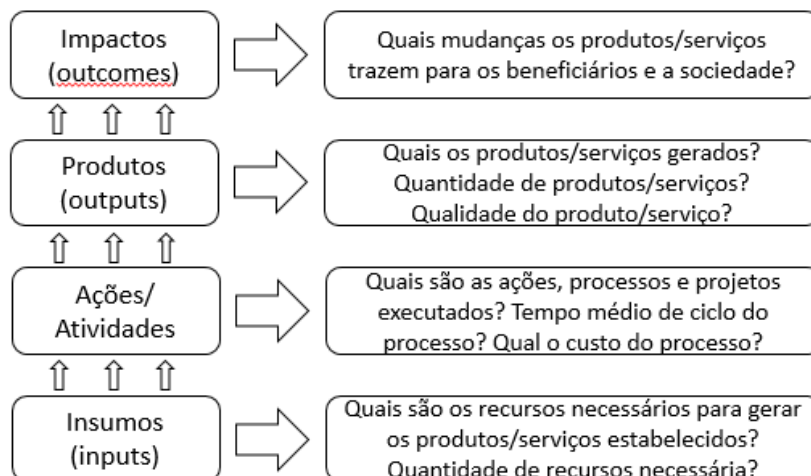 Impactos
(outcomes)
Quais mudanças os produtos/serviços
trazem para os beneficiários e a sociedade?
Produtos
(outputs)
Quais os produtos/serviços gerados?
Quantidade de produtos/serviços?
Qualidade do produto/serviço?
Ações/
Atividades
Quais são as ações, processos e projetos
executados? Tempo médio de ciclo do
processo? Qual o custo do processo?
Insumos
(inputs)
Quais são os recursos necessários para gerar
os produtos/serviços estabelecidos?
Quantidade de recursos necessária?